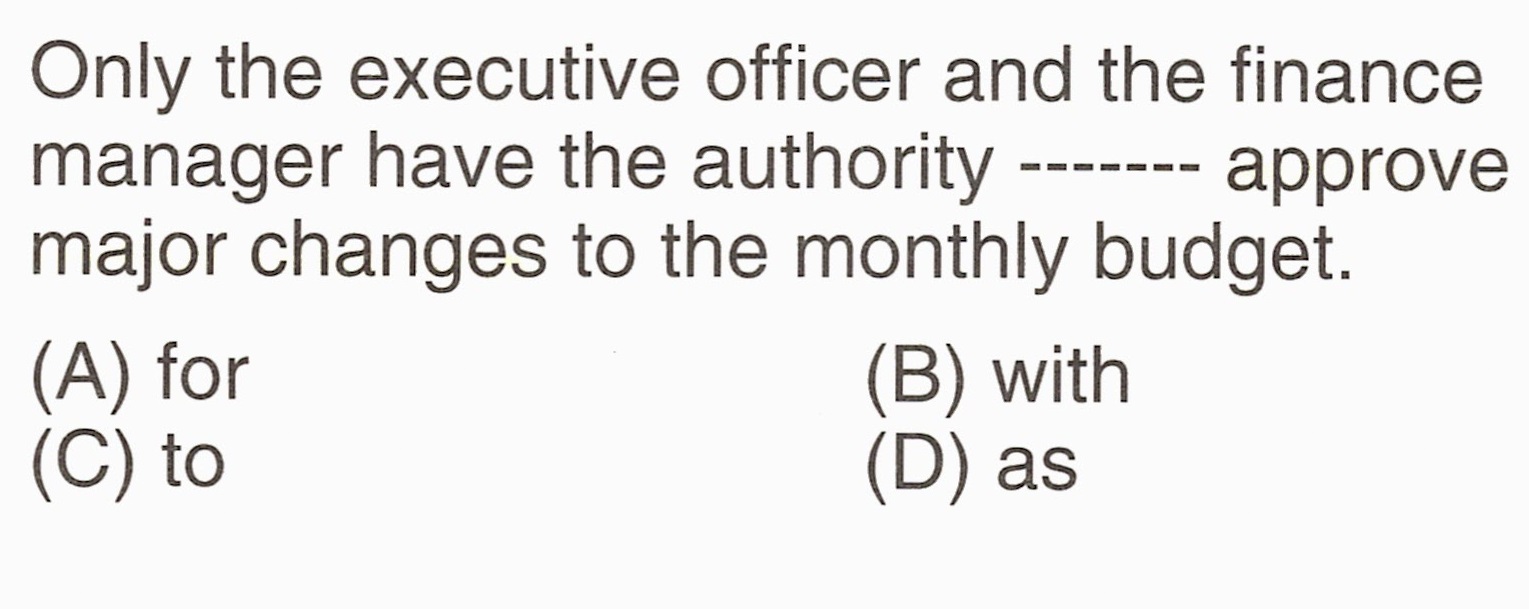 Only the executive officer and the finance
manager have the authority ------- approve
major changes to the monthly budget.
(A) for (B) with
(C) to (D) as